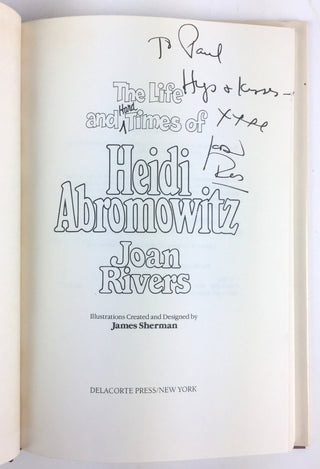 To Paul
Hugs & kisses –
xxxx
The Life
and Hard Times of
Heidi
Abromowitz
Joan
Rivers
Illustrations Created and Designed by
James Sherman
DELACORTE PRESS/NEW YORK